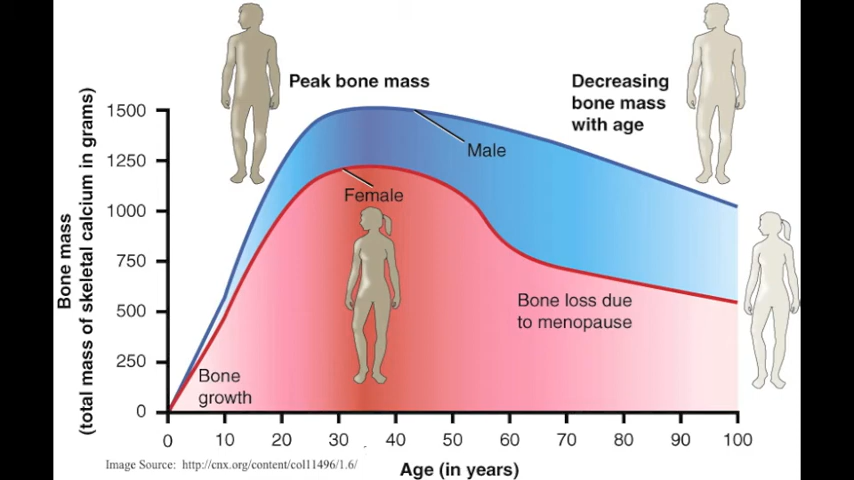 Peak bone mass
Decreasing
bone mass
with age
Bone mass
(total mass of skeletal calcium in grams)
1500
1250
1000
750
500
250
0
Male
Female
Bone loss due
to menopause
Bone
growth
0 10 20 30 40 50 60 70 80 90 100
Age (in years)
Image Source: http://cnx.org/content/col11496/1.6/